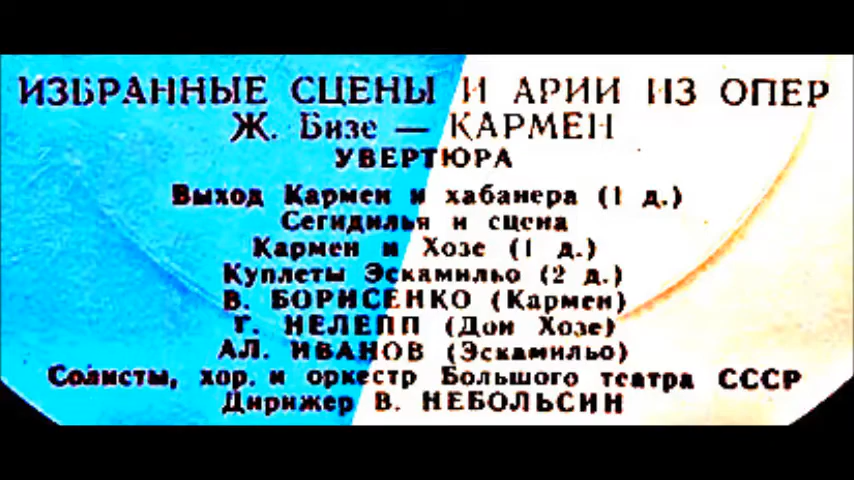 ИЗБРАННЫЕ СЦЕНЫ И АРИИ ИЗ ОПЕР
Ж. Бизе — КАРМЕН
УВЕРТЮРА
Выход Кармен и хабанера (1 д.)
Сегидилья и сцена
Кармен и Хозе (1 д.)
Куплеты Эскамильо (2 д.)
В. БОРИСЕНКО (Кармен)
Г. НЕЛЕПП (Дон Хозе)
АЛ. ИВАНОВ (Эскамильо)
Солисты, хор. и оркестр Большого театра СССР
Дирижер В. НЕБОЛЬСИН